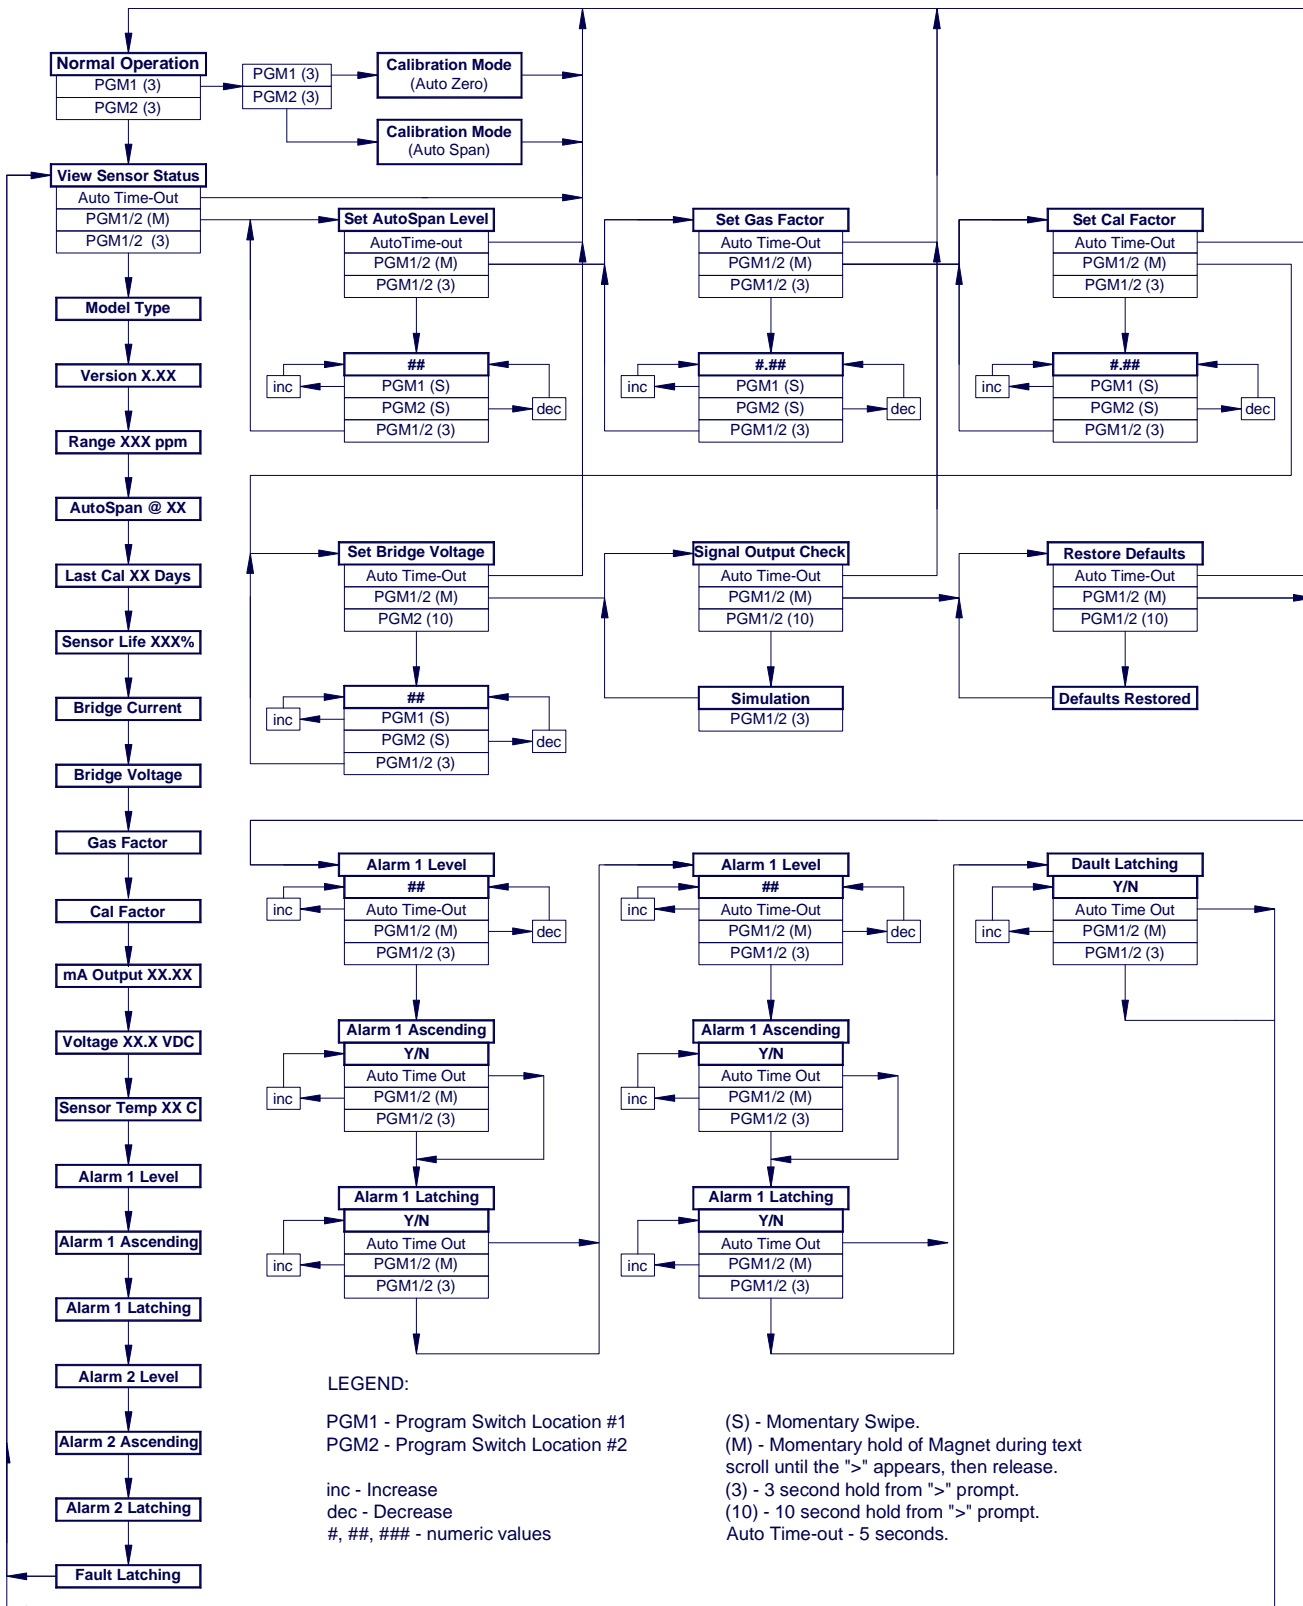 Normal Operation
PGM1 (3)
PGM2 (3)
PGM1 (3)
PGM2 (3)
Calibration Mode
(Auto Zero)
Calibration Mode
(Auto Span)
View Sensor Status
Auto Time-Out
PGM1/2 (M)
PGM1/2 (3)
Model Type
Version X.XX
Range XXX ppm
AutoSpan @ XX
Last Cal XX Days
Sensor Life XXX%
Bridge Current
Bridge Voltage
Gas Factor
Cal Factor
mA Output XX.XX
Voltage XX.X VDC
Sensor Temp XX C
Alarm 1 Level
Alarm 1 Ascending
Alarm 1 Latching
Alarm 2 Level
Alarm 2 Ascending
Alarm 2 Latching
Fault Latching
Set AutoSpan Level
AutoTime-out
PGM1/2 (M)
PGM1/2 (3)
##
PGM1 (S)
PGM2 (S)
PGM1/2 (3)
inc
dec
Set Gas Factor
Auto Time-Out
PGM1/2 (M)
PGM1/2 (3)
#.##
PGM1 (S)
PGM2 (S)
PGM1/2 (3)
inc
dec
Set Cal Factor
Auto Time-Out
PGM1/2 (M)
PGM1/2 (3)
#.##
PGM1 (S)
PGM2 (S)
PGM1/2 (3)
inc
dec
Set Bridge Voltage
Auto Time-Out
PGM1/2 (M)
PGM2 (10)
##
PGM1 (S)
PGM2 (S)
PGM1/2 (3)
inc
dec
Signal Output Check
Auto Time-Out
PGM1/2 (M)
PGM1/2 (10)
Simulation
PGM1/2 (3)
Restore Defaults
Auto Time-Out
PGM1/2 (M)
PGM1/2 (10)
Defaults Restored
Alarm 1 Level
##
Auto Time-Out
PGM1/2 (M)
PGM1/2 (3)
inc
dec
Alarm 1 Ascending
Y/N
Auto Time Out
PGM1/2 (M)
PGM1/2 (3)
inc
Alarm 1 Latching
Y/N
Auto Time Out
PGM1/2 (M)
PGM1/2 (3)
inc
Alarm 1 Level
##
Auto Time-Out
PGM1/2 (M)
PGM1/2 (3)
inc
dec
Alarm 1 Ascending
Y/N
Auto Time Out
PGM1/2 (M)
PGM1/2 (3)
inc
Alarm 1 Latching
Y/N
Auto Time Out
PGM1/2 (M)
PGM1/2 (3)
inc
Dault Latching
Y/N
Auto Time Out
PGM1/2 (M)
PGM1/2 (3)
inc
LEGEND:
PGM1 - Program Switch Location #1
PGM2 - Program Switch Location #2
inc - Increase
dec - Decrease
#, ##, ### - numeric values
(S) - Momentary Swipe.
(M) - Momentary hold of Magnet during text
scroll until the ">" appears, then release.
(3) - 3 second hold from ">" prompt.
(10) - 10 second hold from ">" prompt.
Auto Time-out - 5 seconds.